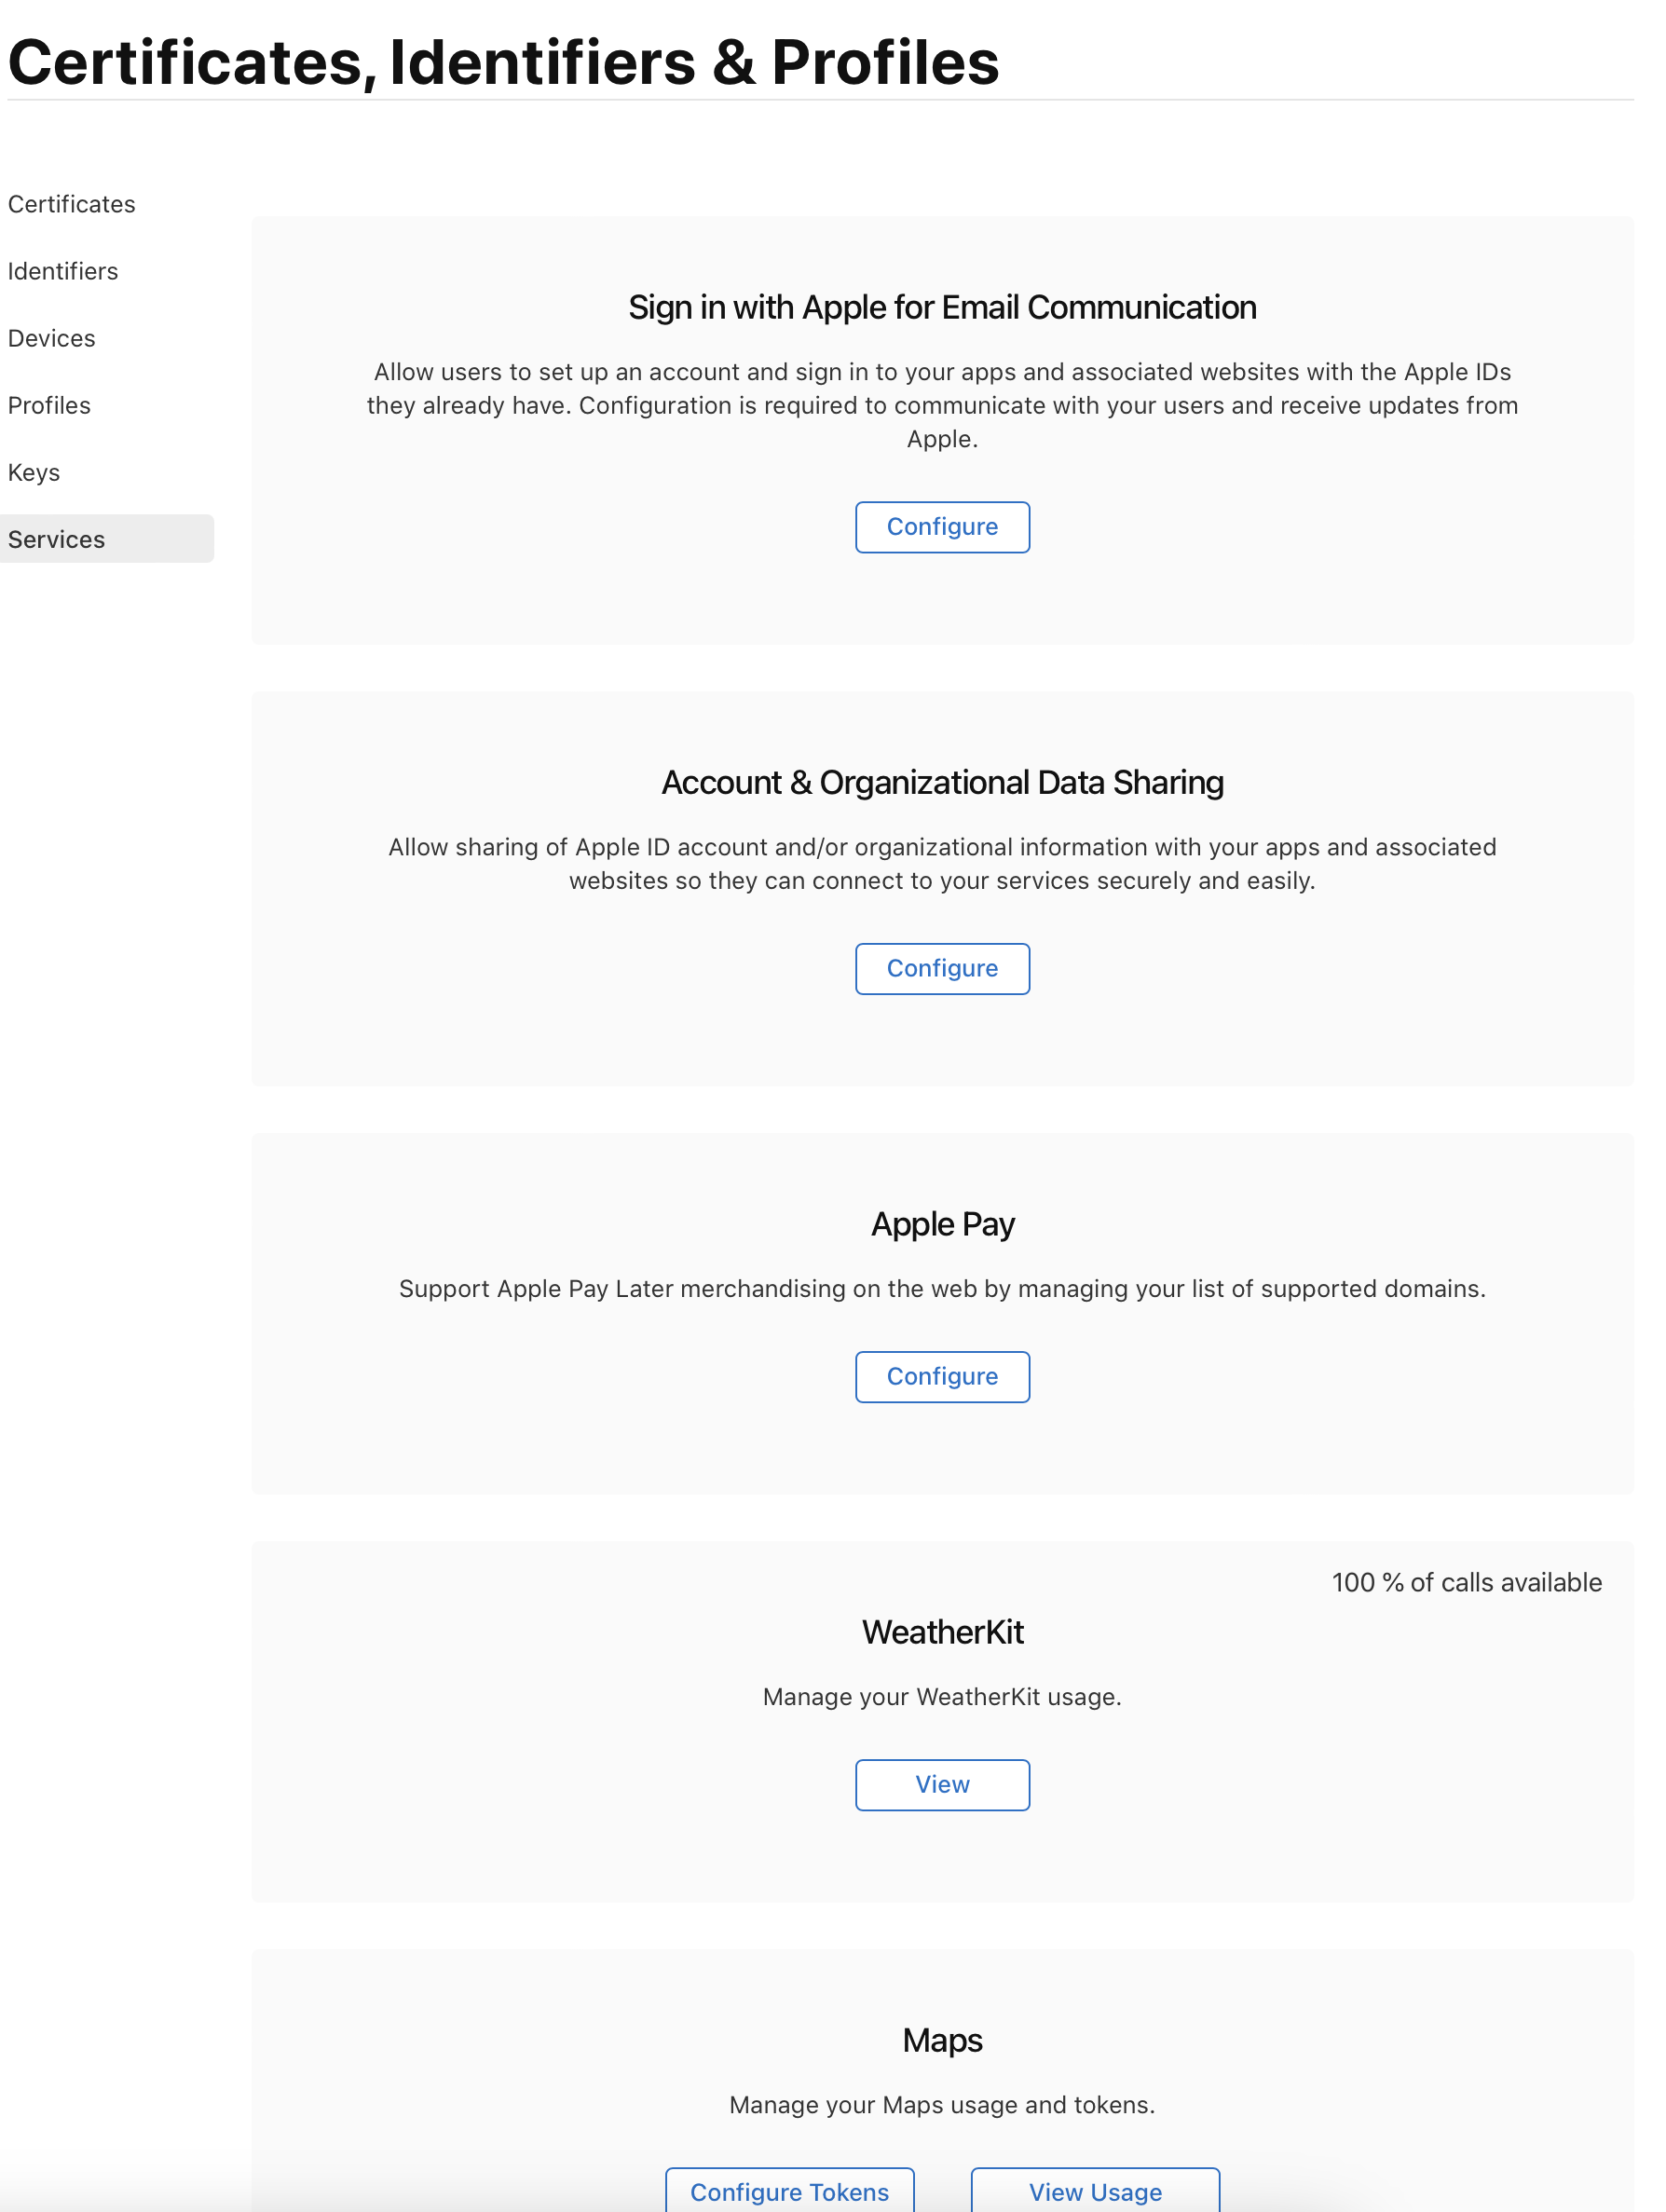 Certificates, Identifiers & Profiles
Certificates
Identifiers
Devices
Profiles
Keys
Services
Sign in with Apple for Email Communication
Allow users to set up an account and sign in to your apps and associated websites with the Apple IDs
they already have. Configuration is required to communicate with your users and receive updates from
Apple.
Configure
Account & Organizational Data Sharing
Allow sharing of Apple ID account and/or organizational information with your apps and associated
websites so they can connect to your services securely and easily.
Configure
Apple Pay
Support Apple Pay Later merchandising on the web by managing your list of supported domains.
Configure
100 % of calls available
WeatherKit
Manage your WeatherKit usage.
View
Maps
Manage your Maps usage and tokens.
Configure Tokens
View Usage